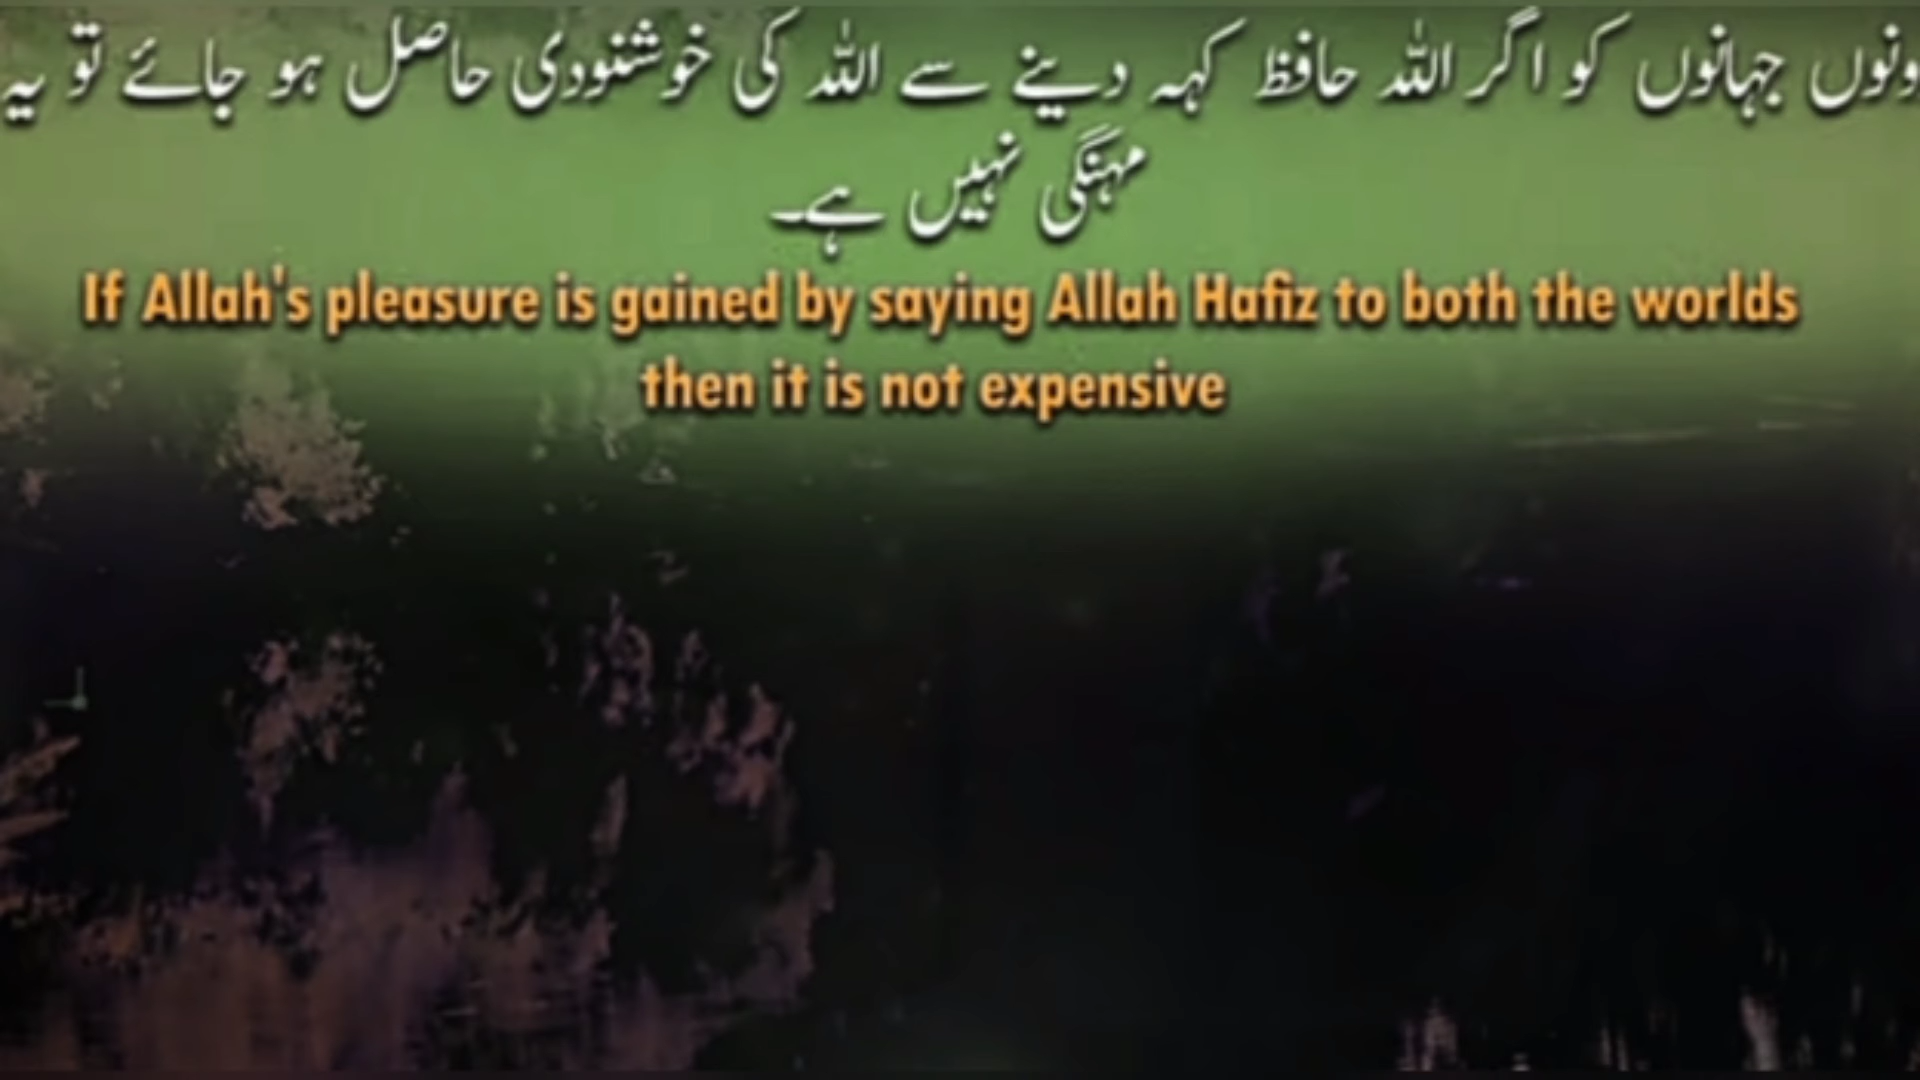 ونوں جہانوں کو اگر اللہ حافظ کہہ دینے سے اللہ کی خوشنودی حاصل ہو جائے تو یہ
مہنگی نہیں ہے۔
If Allah's pleasure is gained by saying Allah Hafiz to both the worlds
then it is not expensive